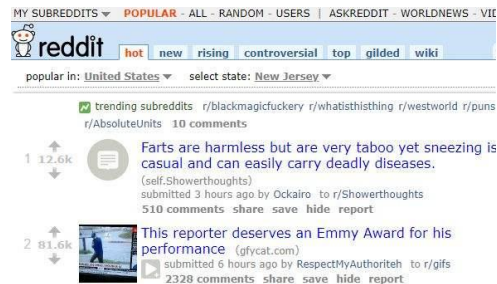 MY SUBREDDITS POPULAR - ALL - RANDOM - USERS | ASKREDDIT - WORLDNEWS - VID
reddit hot new rising controversial top gilded wiki
popular in: United States select state: New Jersey
trending subreddits r/blackmagicfuckery r/whatisthisthing r/westworld r/puns
r/AbsoluteUnits 10 comments
1 12.6k
Farts are harmless but are very taboo yet sneezing is
casual and can easily carry deadly diseases.
(self.Showerthoughts)
submitted 3 hours ago by Ockairo to r/Showerthoughts
510 comments share save hide report
2 81.6k
This reporter deserves an Emmy Award for his
performance (gfycat.com)
submitted 6 hours ago by RespectMyAuthoriteh to r/gifs
2328 comments share save hide report